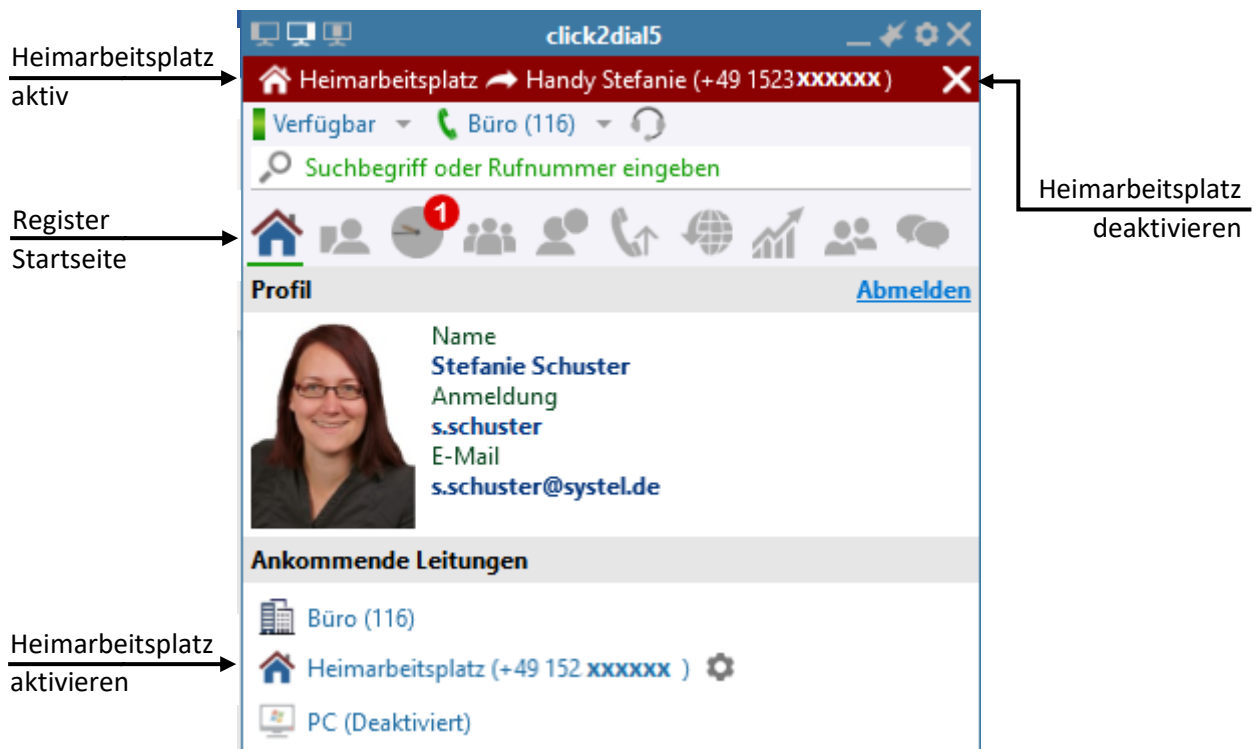 click2dial5
Heimarbeitsplatz
aktiv
Heimarbeitsplatz Handy Stefanie (+49 1523xxxxxx)
Verfügbar Büro (116)
Suchbegriff oder Rufnummer eingeben
Heimarbeitsplatz
deaktivieren
Register
Startseite
1
Profil Abmelden
Name
Stefanie Schuster
Anmeldung
s.schuster
E-Mail
s.schuster@systel.de
Ankommende Leitungen
Büro (116)
Heimarbeitsplatz
aktivieren
Heimarbeitsplatz (+49 152 xxxxxx )
PC (Deaktiviert)